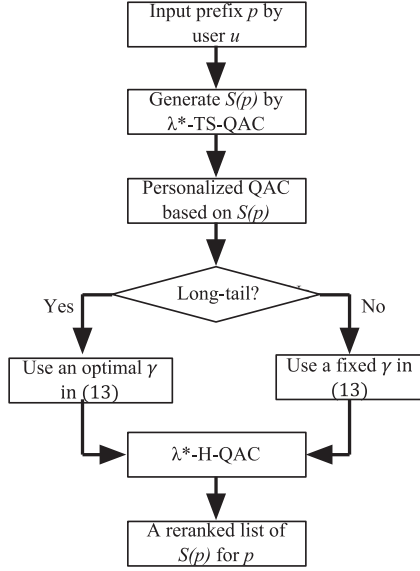 Input prefix p by
user u
Generate S(p) by
λ*-TS-QAC
Personalized QAC
based on S(p)
Long-tail?
Yes
No
Use an optimal γ
in (13)
Use a fixed γ in
(13)
λ*-H-QAC
A reranked list of
S(p) for p